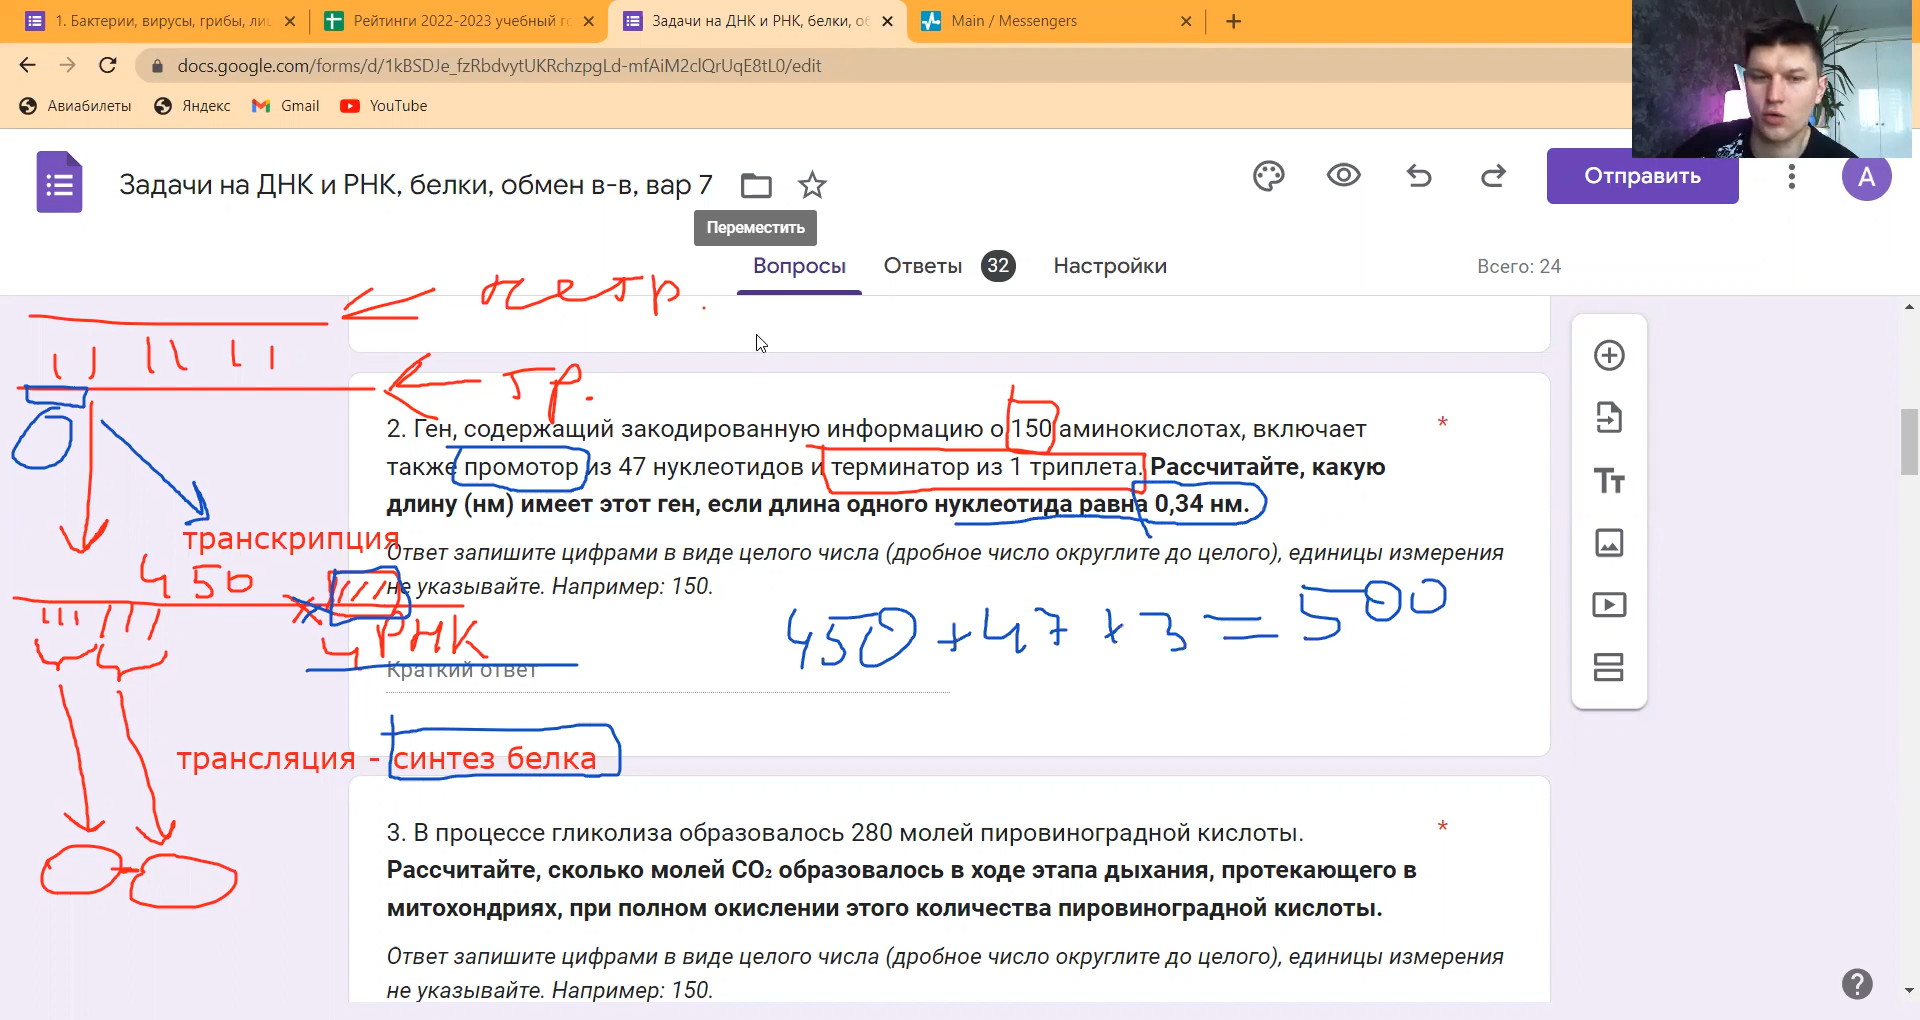 1. Бактерии, вирусы, грибы, ли
Рейтинги 2022-2023 учебный г
Задачи на ДНК и РНК, белки, об
Main / Messengers
docs.google.com/forms/d/1kBSDJe_fzRbdvytUKRchzpgLd-mfAiM2clQrUqE8tL0/edit
Авиабилеты
Яндекс
Gmail
YouTube
Задачи на ДНК и РНК, белки, обмен в-в, вар 7
Отправить
А
Переместить
Вопросы
Ответы
32
Настройки
Всего: 24
нетр.
тр.
2. Ген, содержащий закодированную информацию о 150 аминокислотах, включает *
также промотор из 47 нуклеотидов и терминатор из 1 триплета. Рассчитайте, какую
длину (нм) имеет этот ген, если длина одного нуклеотида равна 0,34 нм.
транскрипция
Ответ запишите цифрами в виде целого числа (дробное число округлите до целого), единицы измерения
не указывайте. Например: 150.
450
450 + 47 + 3 = 500
иРНК
Краткий ответ
трансляция - синтез белка
3. В процессе гликолиза образовалось 280 молей пировиноградной кислоты. *
Рассчитайте, сколько молей CO₂ образовалось в ходе этапа дыхания, протекающего в
митохондриях, при полном окислении этого количества пировиноградной кислоты.
Ответ запишите цифрами в виде целого числа (дробное число округлите до целого), единицы измерения
не указывайте. Например: 150.